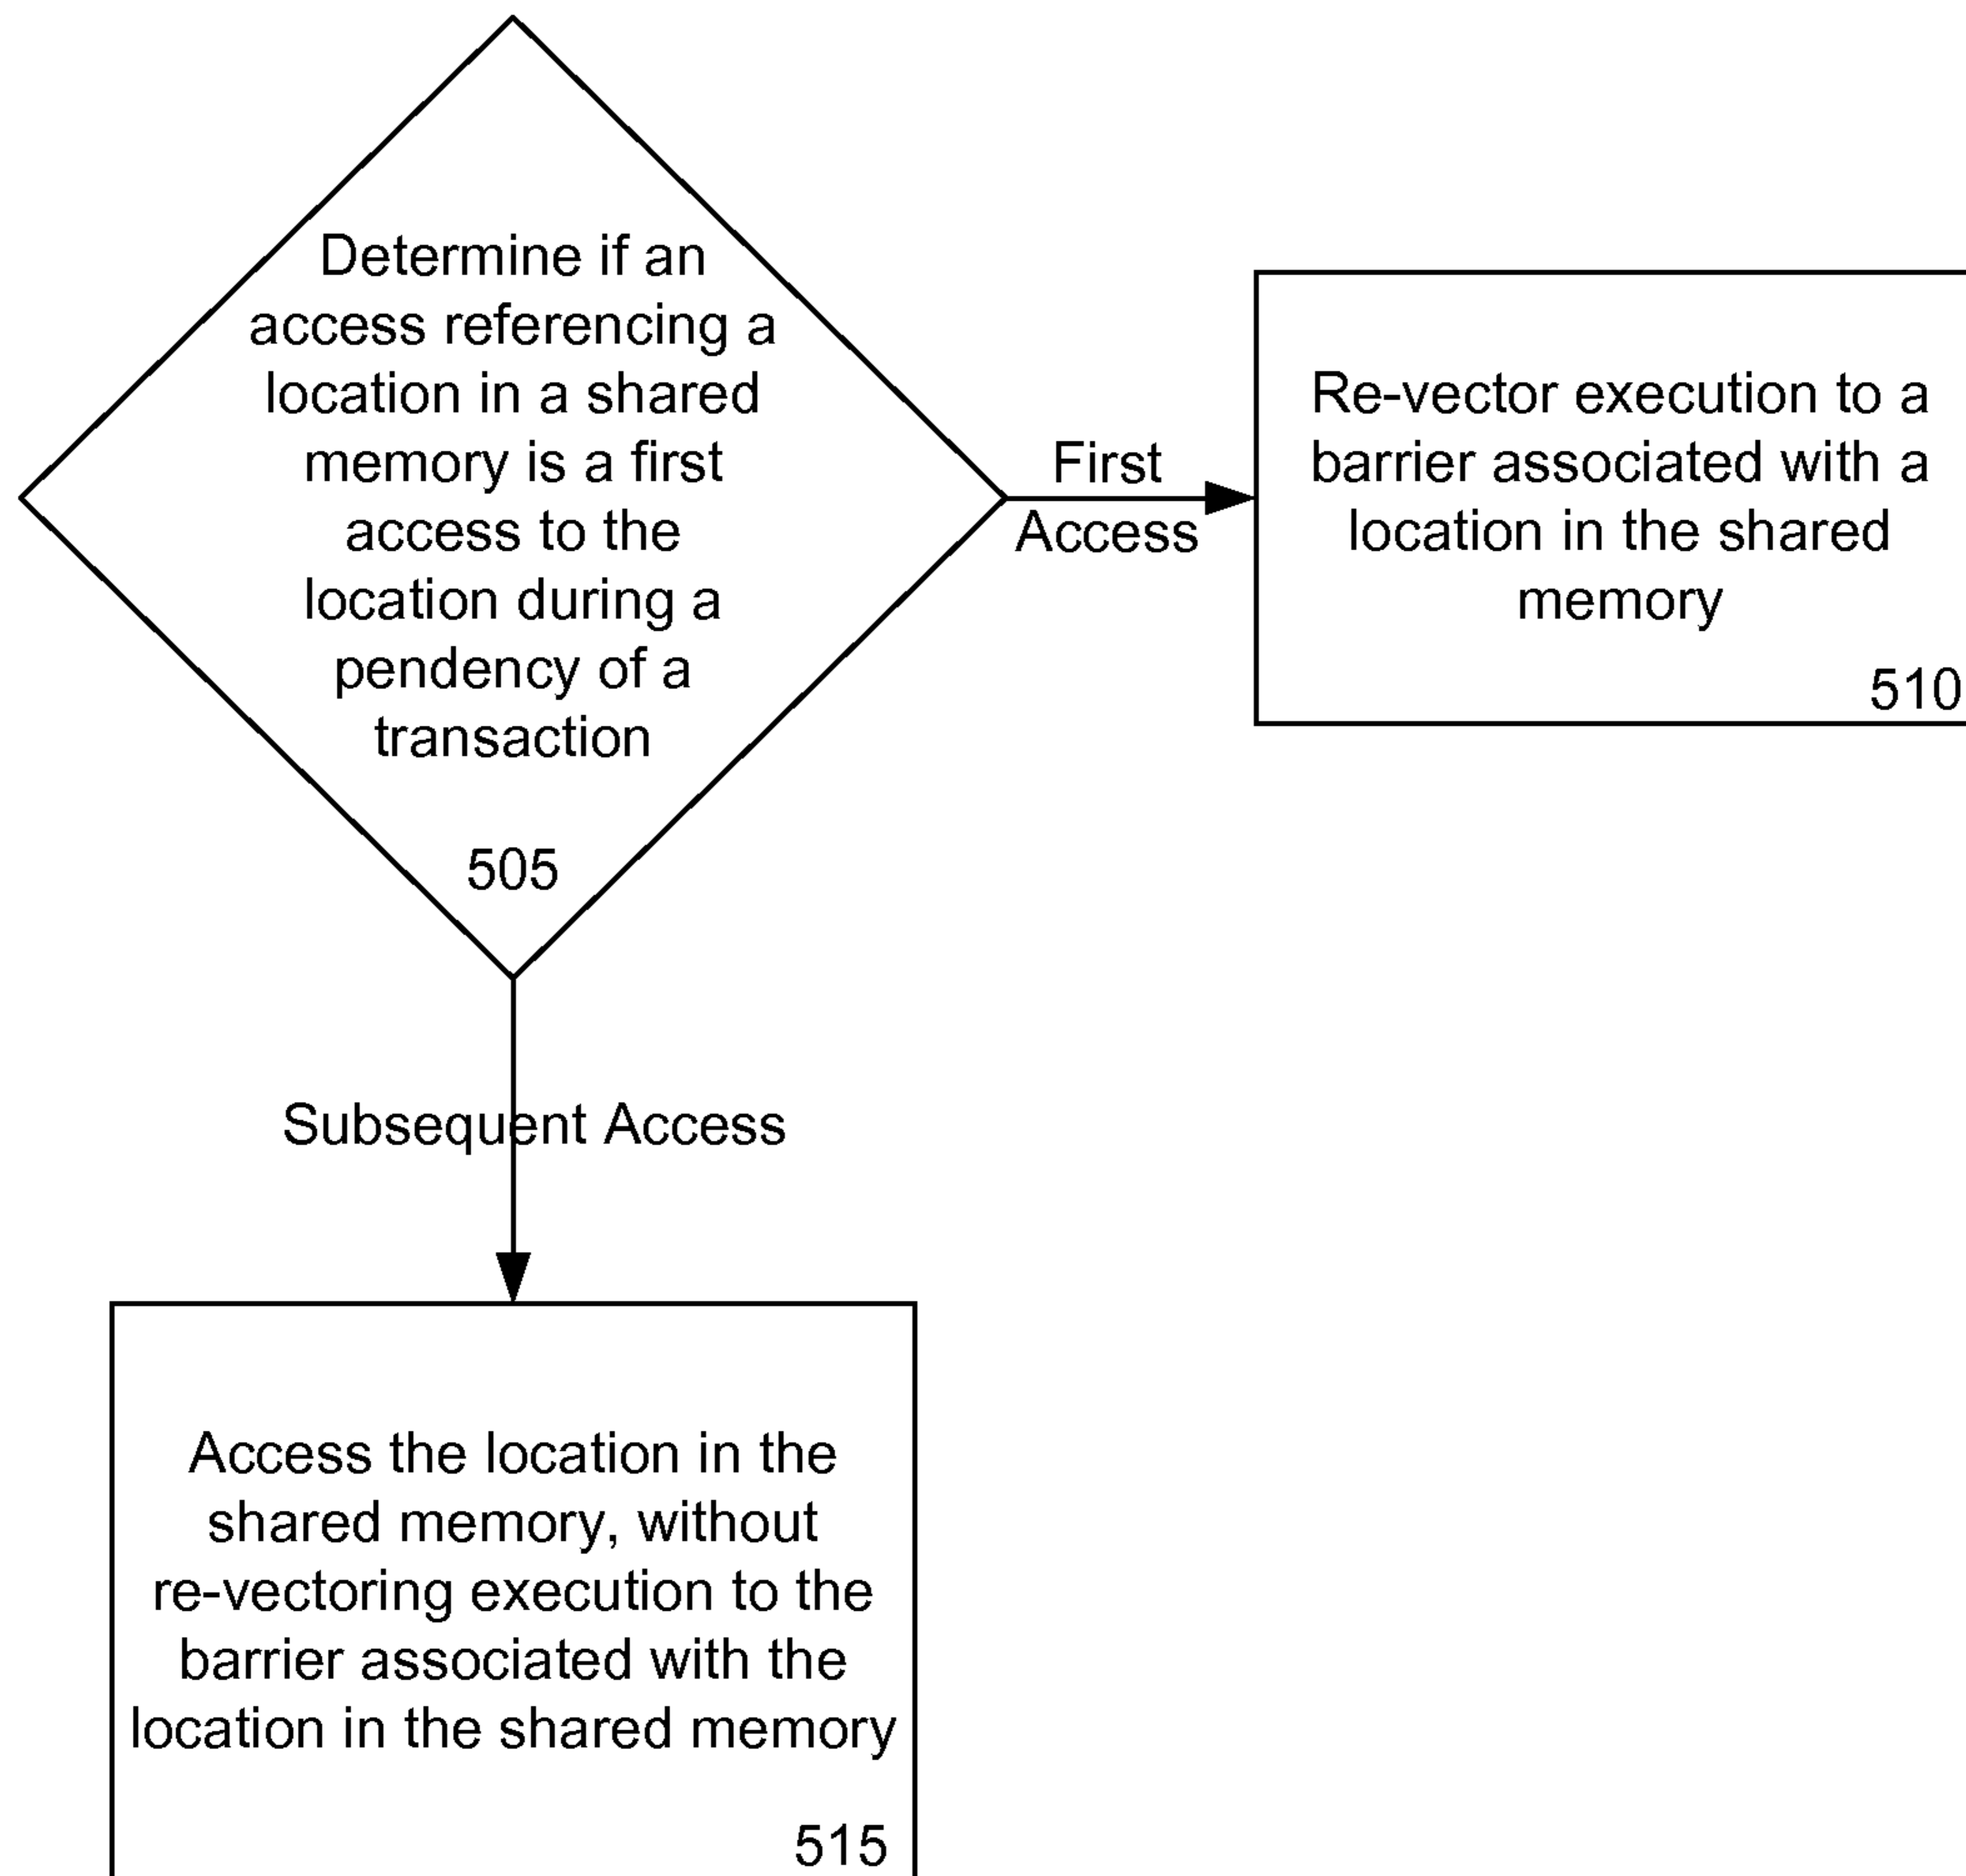 Determine if an
access referencing a
location in a shared
memory is a first
access to the
location during a
pendency of a
transaction
505
First
Access
Re-vector execution to a
barrier associated with a
location in the shared
memory
510
Subsequent Access
Access the location in the
shared memory, without
re-vectoring execution to the
barrier associated with the
location in the shared memory
515